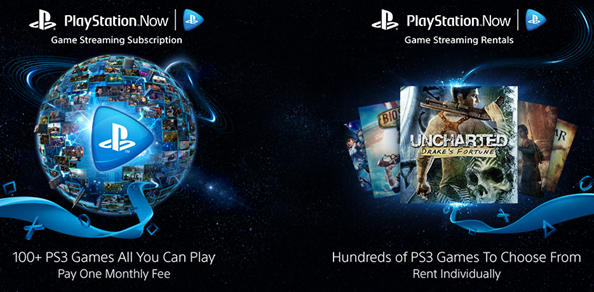 PlayStation.Now
Game Streaming Subscription
100+ PS3 Games All You Can Play
Pay One Monthly Fee
PlayStation.Now
Game Streaming Rentals
UNCHARTED
DRAKE'S FORTUNE
Hundreds of PS3 Games To Choose From
Rent Individually